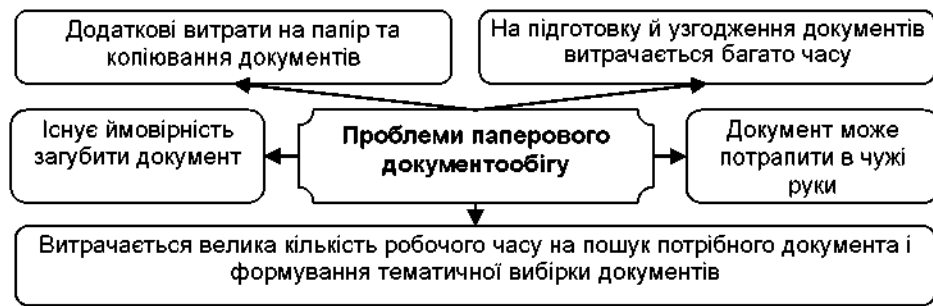 Додаткові витрати на папір та
копіювання документів
На підготовку й узгодження документів
витрачається багато часу
Існує ймовірність
загубити документ
Проблеми паперового
документообігу
Документ може
потрапити в чужі
руки
Витрачається велика кількість робочого часу на пошук потрібного документа і
формування тематичної вибірки документів